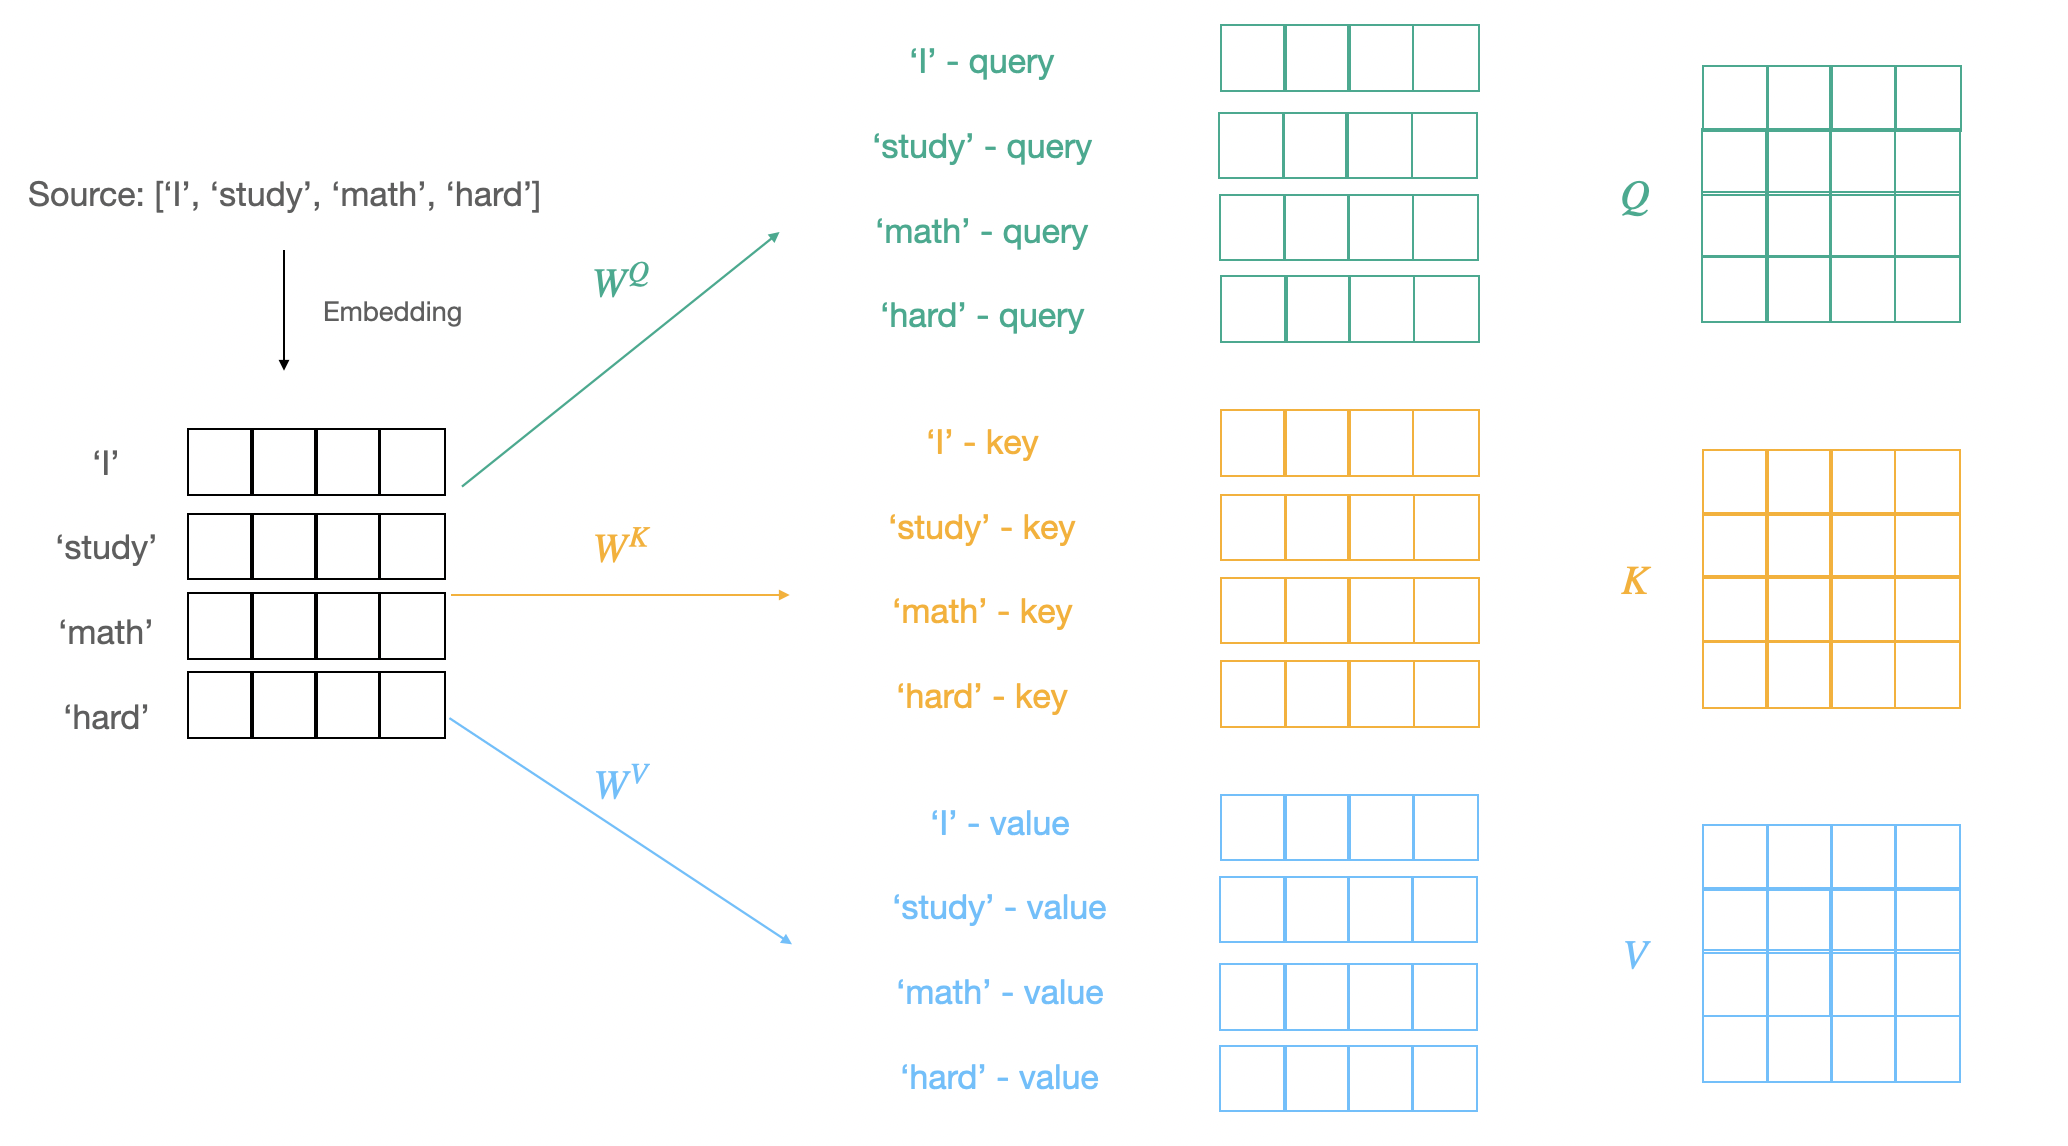 Source: [‘I’, ‘study’, ‘math’, ‘hard’]
Embedding
‘I’
‘study’
‘math’
‘hard’
W^Q
W^K
W^V
‘I’ - query
‘study’ - query
‘math’ - query
‘hard’ - query
Q
‘I’ - key
‘study’ - key
‘math’ - key
‘hard’ - key
K
‘I’ - value
‘study’ - value
‘math’ - value
‘hard’ - value
V